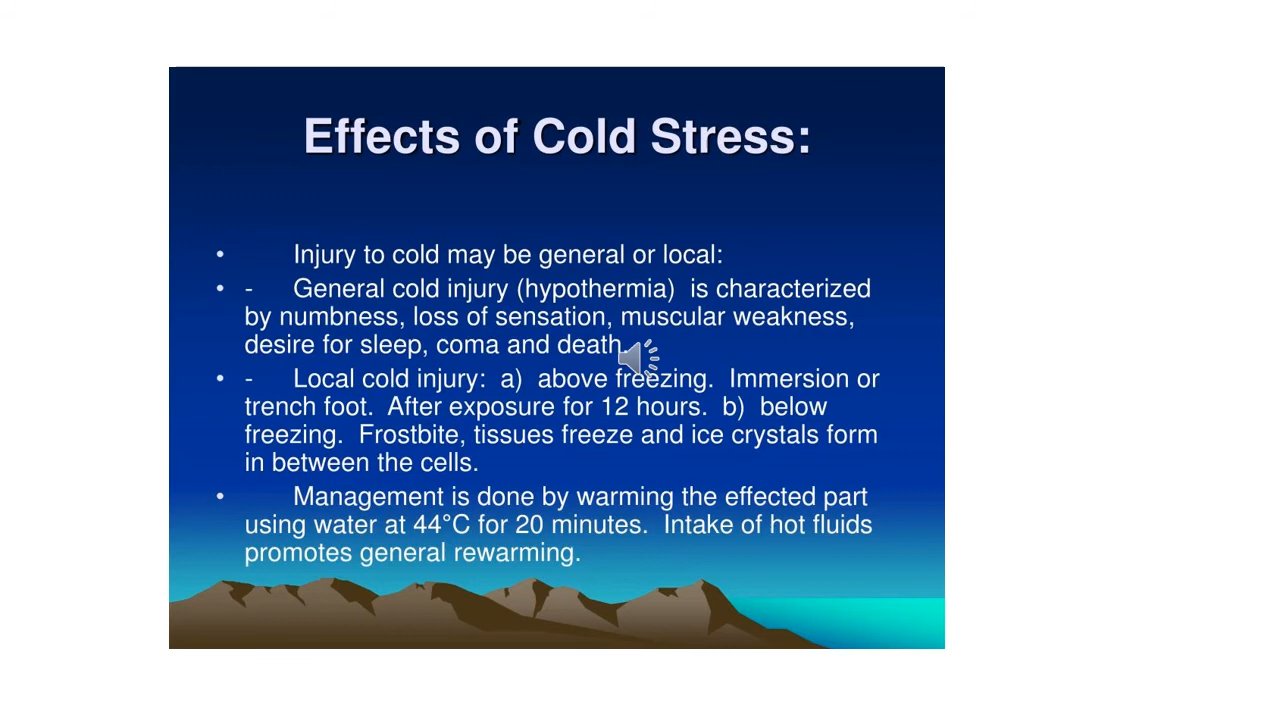 Effects of Cold Stress:
• Injury to cold may be general or local:
• - General cold injury (hypothermia) is characterized
by numbness, loss of sensation, muscular weakness,
desire for sleep, coma and death.
• - Local cold injury: a) above freezing. Immersion or
trench foot. After exposure for 12 hours. b) below
freezing. Frostbite, tissues freeze and ice crystals form
in between the cells.
• Management is done by warming the effected part
using water at 44°C for 20 minutes. Intake of hot fluids
promotes general rewarming.